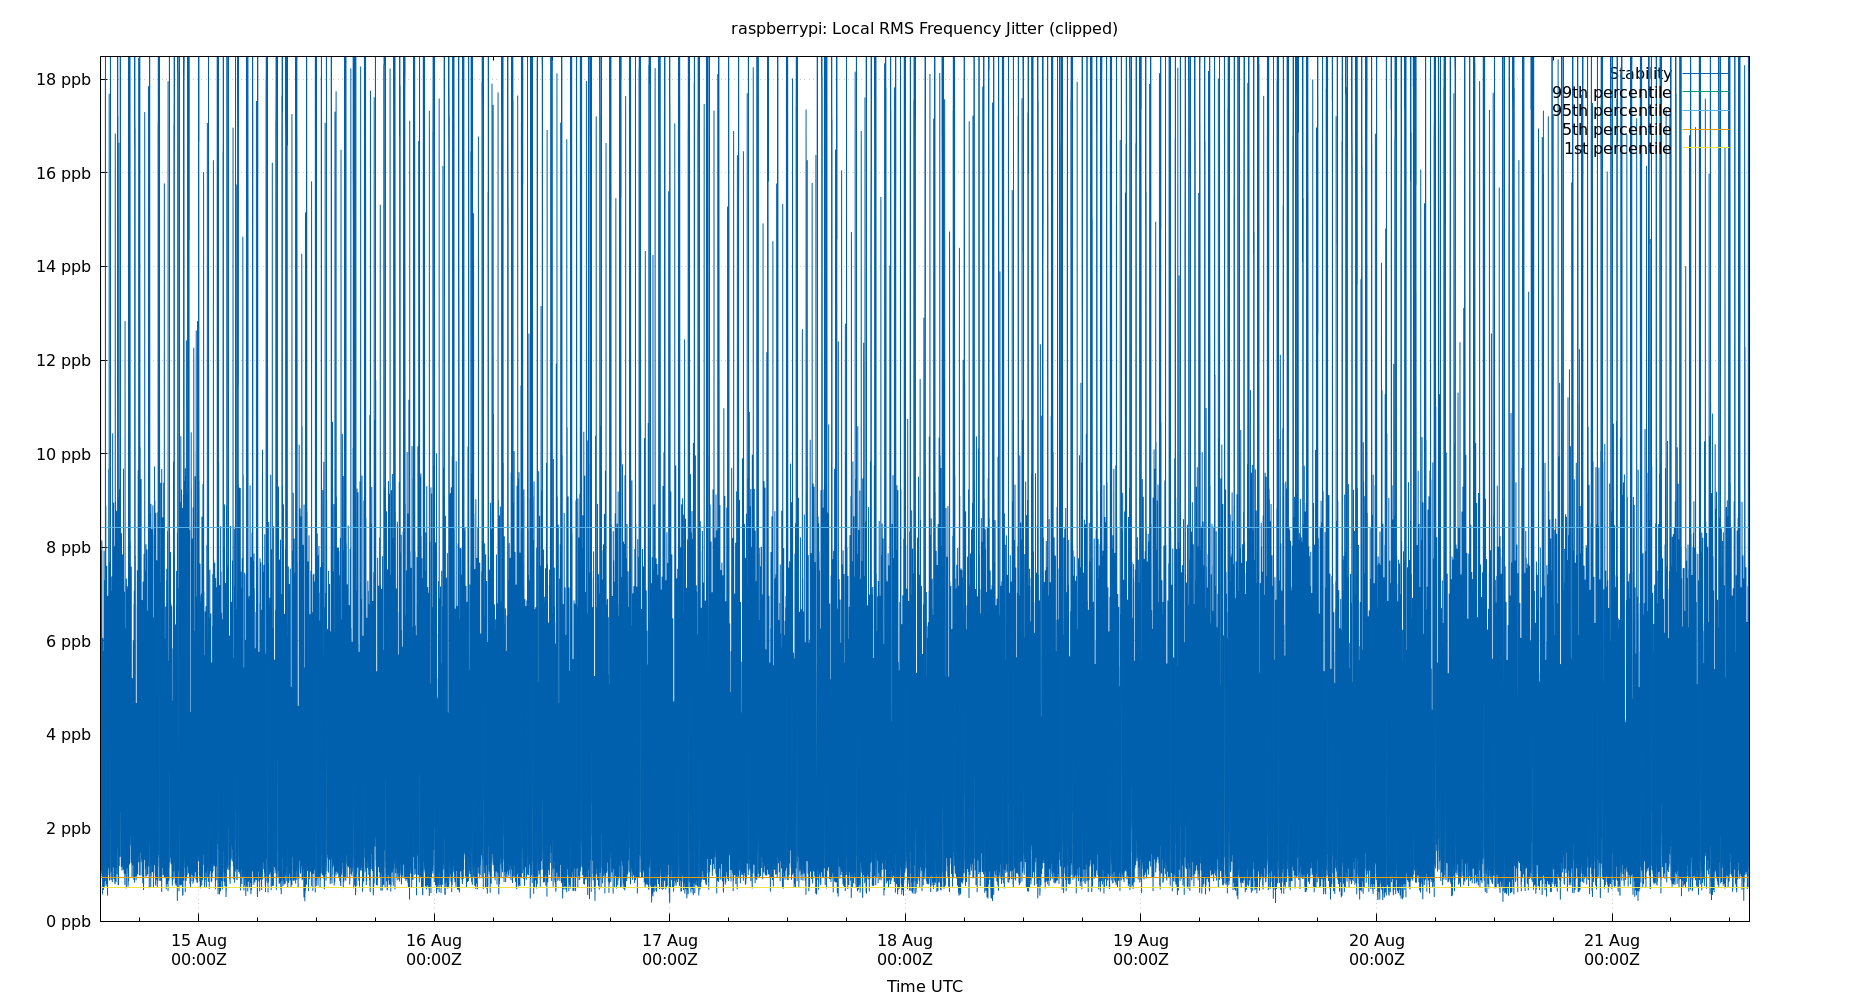 raspberrypi: Local RMS Frequency Jitter (clipped)
18 ppb
16 ppb
14 ppb
12 ppb
10 ppb
8 ppb
6 ppb
4 ppb
2 ppb
0 ppb
Stability
99th percentile
95th percentile
5th percentile
1st percentile
15 Aug 16 Aug 17 Aug 18 Aug 19 Aug 20 Aug 21 Aug
00:00Z 00:00Z 00:00Z 00:00Z 00:00Z 00:00Z 00:00Z
Time UTC